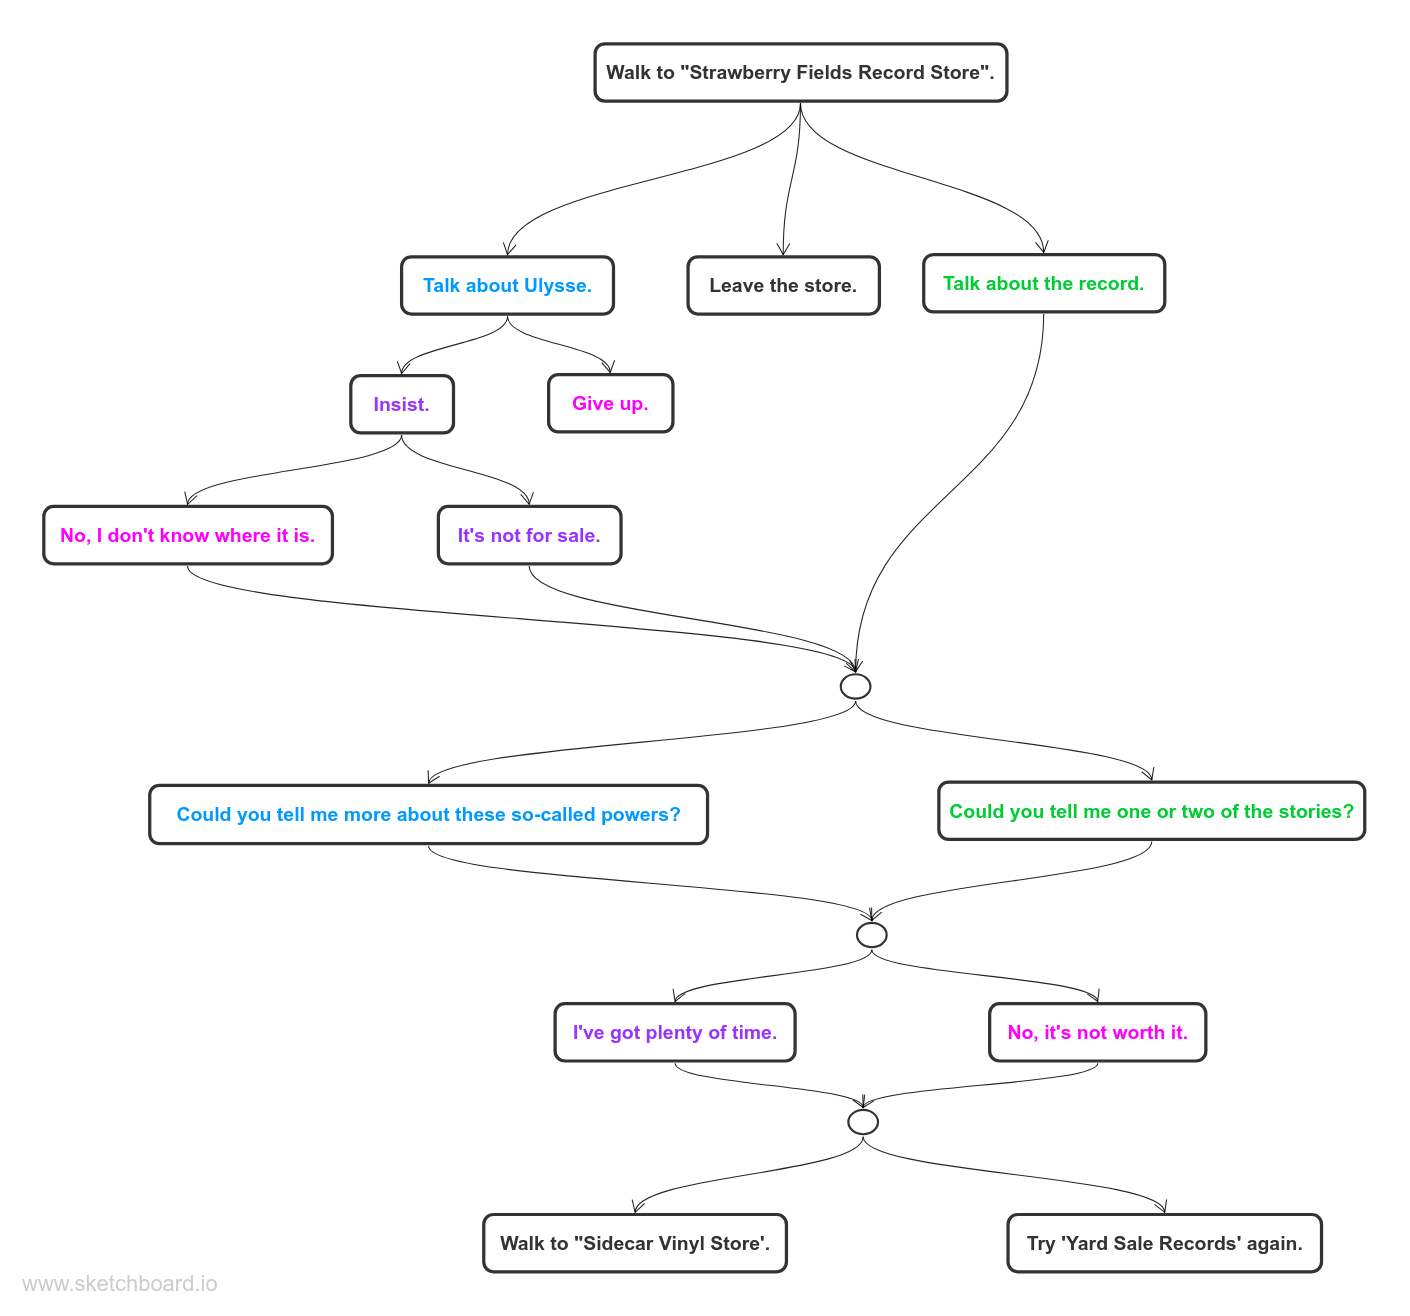 Walk to "Strawberry Fields Record Store".
Talk about Ulysse.
Leave the store.
Talk about the record.
Insist.
Give up.
No, I don't know where it is.
It's not for sale.
Could you tell me more about these so-called powers?
Could you tell me one or two of the stories?
I've got plenty of time.
No, it's not worth it.
Walk to "Sidecar Vinyl Store'.
Try 'Yard Sale Records' again.
www.sketchboard.io